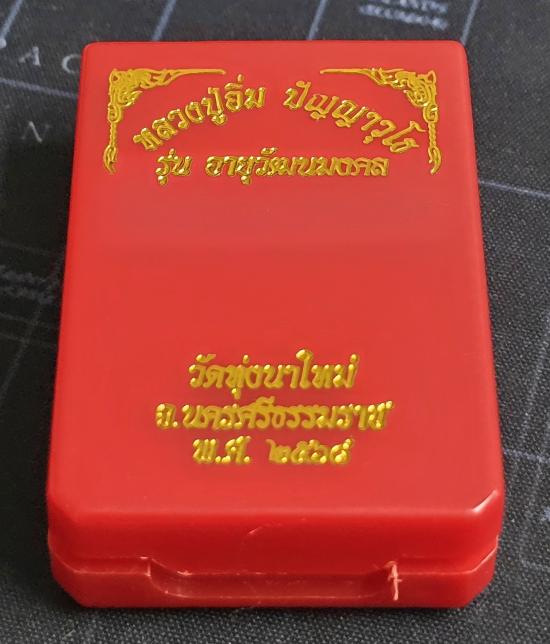 หลวงปู่อิ่ม ปัญญาวุโธ
รุ่น อายุวัฒนมงคล
วัดทุ่งนาใหม่
จ.นครศรีธรรมราช
พ.ศ. ๒๕๖๘